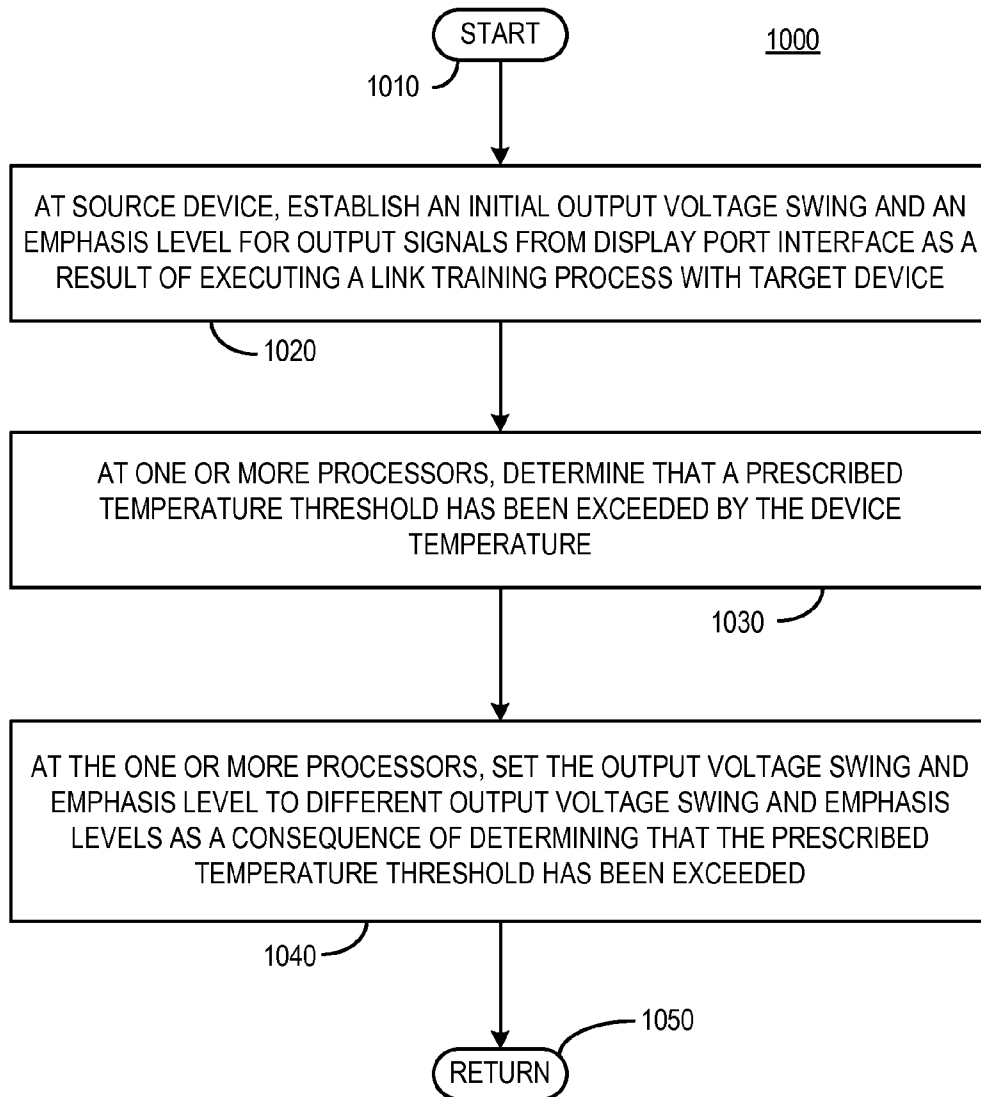 START
1000
1010
AT SOURCE DEVICE, ESTABLISH AN INITIAL OUTPUT VOLTAGE SWING AND AN
EMPHASIS LEVEL FOR OUTPUT SIGNALS FROM DISPLAY PORT INTERFACE AS A
RESULT OF EXECUTING A LINK TRAINING PROCESS WITH TARGET DEVICE
1020
AT ONE OR MORE PROCESSORS, DETERMINE THAT A PRESCRIBED
TEMPERATURE THRESHOLD HAS BEEN EXCEEDED BY THE DEVICE
TEMPERATURE
1030
AT THE ONE OR MORE PROCESSORS, SET THE OUTPUT VOLTAGE SWING AND
EMPHASIS LEVEL TO DIFFERENT OUTPUT VOLTAGE SWING AND EMPHASIS
LEVELS AS A CONSEQUENCE OF DETERMINING THAT THE PRESCRIBED
TEMPERATURE THRESHOLD HAS BEEN EXCEEDED
1040
1050
RETURN